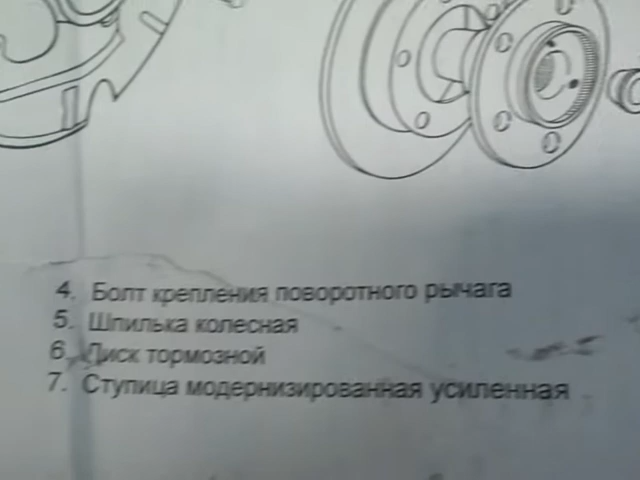 4. Болт крепления поворотного рычага
5. Шпилька колесная
6. Диск тормозной
7. Ступица модернизированная усиленная